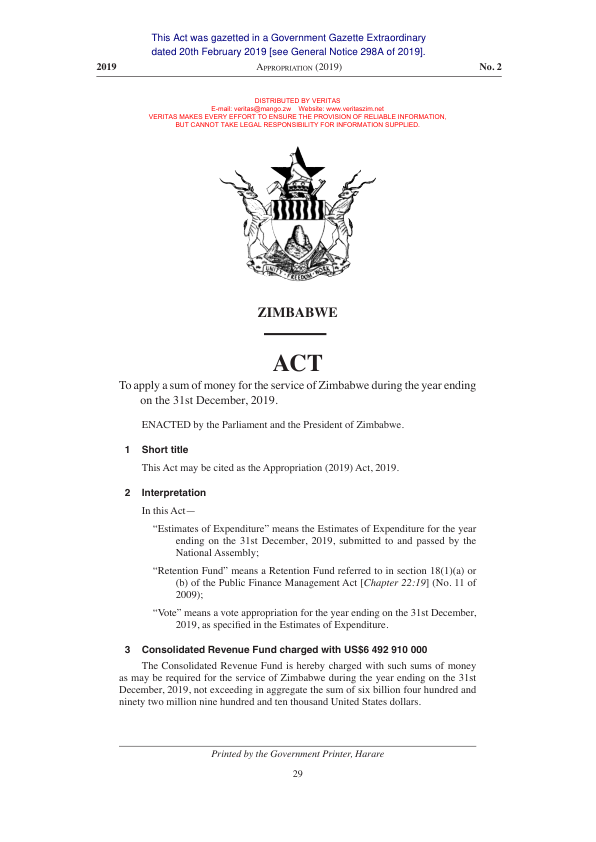 This Act was gazetted in a Government Gazette Extraordinary
dated 20th February 2019 [see General Notice 298A of 2019].
2019 Appropriation (2019) No. 2
DISTRIBUTED BY VERITAS
E-mail: veritas@mango.zw Website: www.veritaszim.net
VERITAS MAKES EVERY EFFORT TO ENSURE THE PROVISION OF RELIABLE INFORMATION,
BUT CANNOT TAKE LEGAL RESPONSIBILITY FOR INFORMATION SUPPLIED.
UNITY FREEDOM WORK
ZIMBABWE
ACT
To apply a sum of money for the service of Zimbabwe during the year ending
on the 31st December, 2019.
ENACTED by the Parliament and the President of Zimbabwe.
1 Short title
This Act may be cited as the Appropriation (2019) Act, 2019.
2 Interpretation
In this Act—
“Estimates of Expenditure” means the Estimates of Expenditure for the year
ending on the 31st December, 2019, submitted to and passed by the
National Assembly;
“Retention Fund” means a Retention Fund referred to in section 18(1)(a) or
(b) of the Public Finance Management Act [Chapter 22:19] (No. 11 of
2009);
“Vote” means a vote appropriation for the year ending on the 31st December,
2019, as specified in the Estimates of Expenditure.
3 Consolidated Revenue Fund charged with US$6 492 910 000
The Consolidated Revenue Fund is hereby charged with such sums of money
as may be required for the service of Zimbabwe during the year ending on the 31st
December, 2019, not exceeding in aggregate the sum of six billion four hundred and
ninety two million nine hundred and ten thousand United States dollars.
Printed by the Government Printer, Harare
29